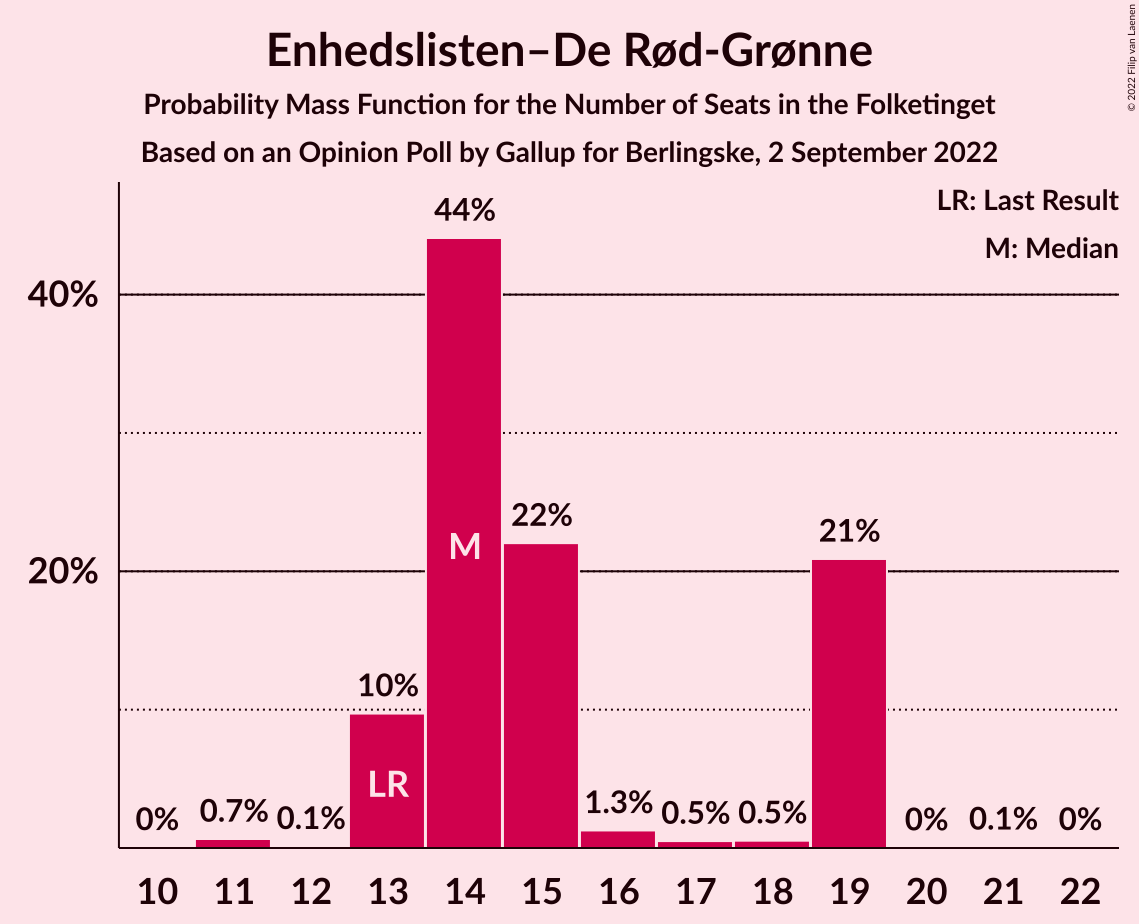 Enhedslisten–De Rød-Grønne
Probability Mass Function for the Number of Seats in the Folketinget
Based on an Opinion Poll by Gallup for Berlingske, 2 September 2022
© 2022 Filip van Laenen
LR: Last Result
M: Median
40%
20%
0%
0.7%
0.1%
10%
44%
22%
1.3%
0.5%
0.5%
21%
0%
0.1%
0%
LR
M
10 11 12 13 14 15 16 17 18 19 20 21 22